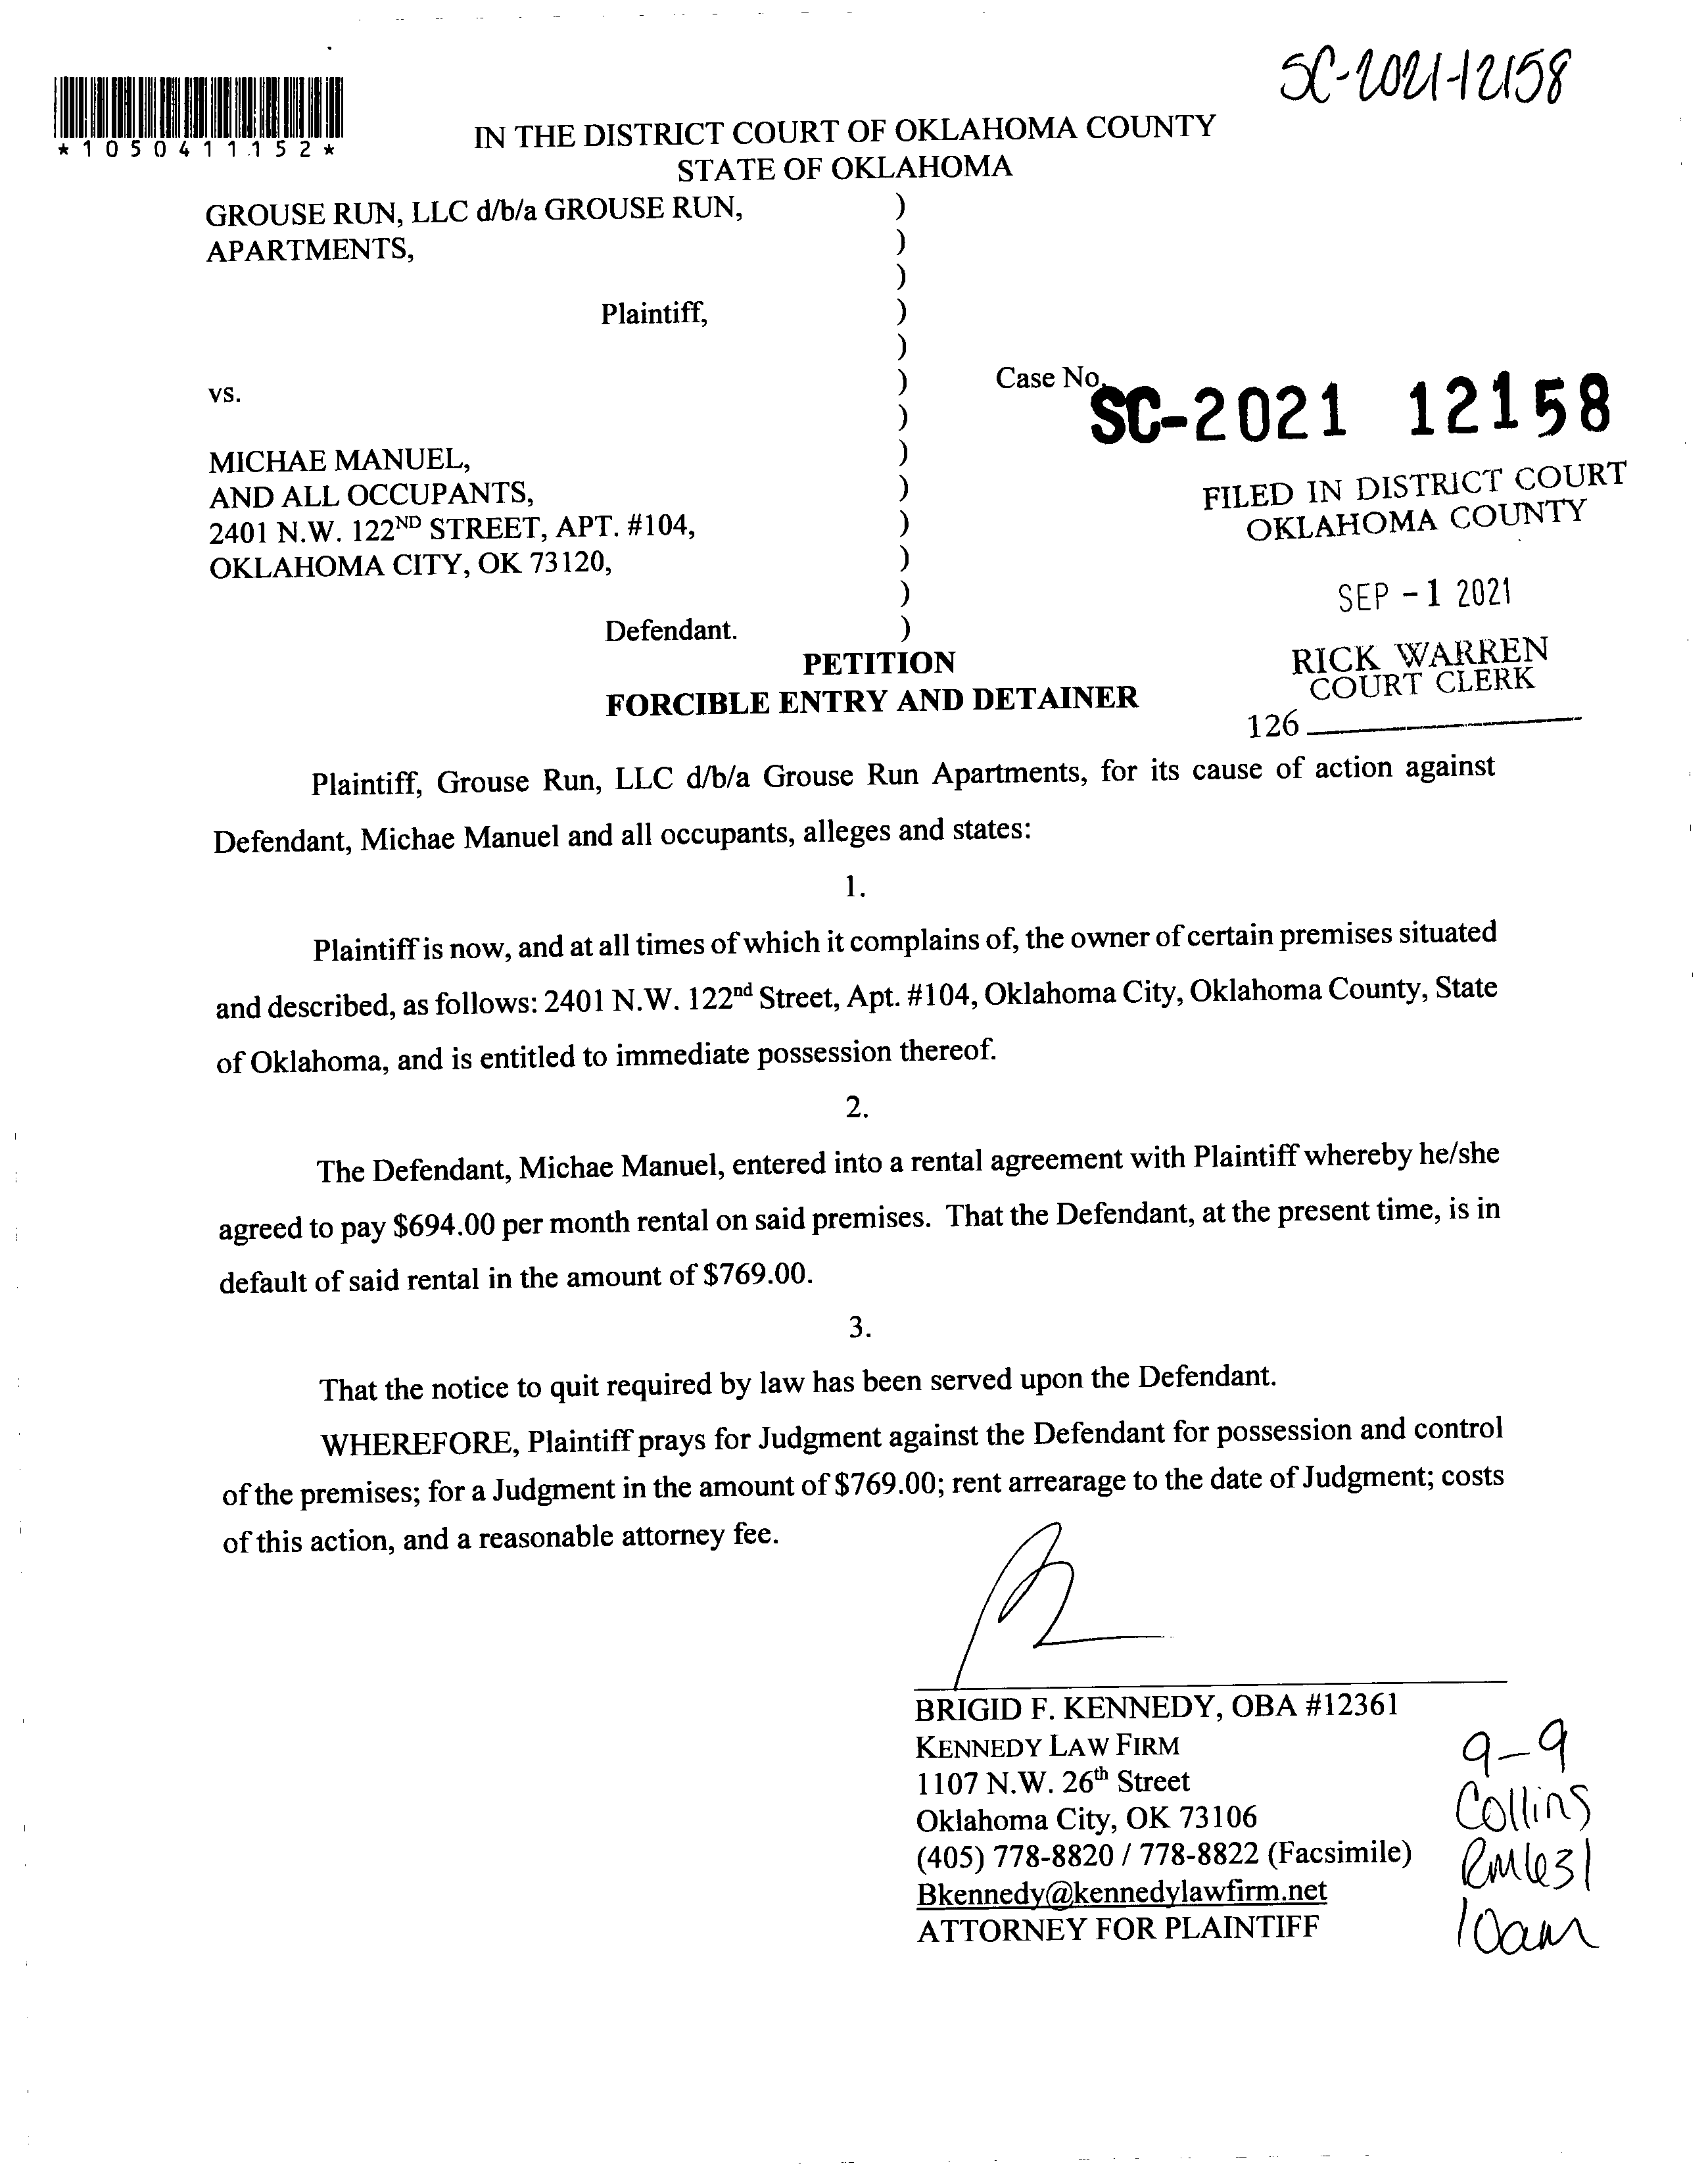 SC-2021-12158
*1050411152*
IN THE DISTRICT COURT OF OKLAHOMA COUNTY
STATE OF OKLAHOMA
GROUSE RUN, LLC d/b/a GROUSE RUN, )
APARTMENTS, )
)
Plaintiff, )
)
vs. )
)
MICHAE MANUEL, )
AND ALL OCCUPANTS, )
2401 N.W. 122ND STREET, APT. #104, )
OKLAHOMA CITY, OK 73120, )
)
Defendant. )
Case No.
SC-2021 12158
FILED IN DISTRICT COURT
OKLAHOMA COUNTY
SEP -1 2021
RICK WARREN
COURT CLERK
126
PETITION
FORCIBLE ENTRY AND DETAINER
Plaintiff, Grouse Run, LLC d/b/a Grouse Run Apartments, for its cause of action against
Defendant, Michae Manuel and all occupants, alleges and states:
1.
Plaintiff is now, and at all times of which it complains of, the owner of certain premises situated
and described, as follows: 2401 N.W. 122nd Street, Apt. #104, Oklahoma City, Oklahoma County, State
of Oklahoma, and is entitled to immediate possession thereof.
2.
The Defendant, Michae Manuel, entered into a rental agreement with Plaintiff whereby he/she
agreed to pay $694.00 per month rental on said premises. That the Defendant, at the present time, is in
default of said rental in the amount of $769.00.
3.
That the notice to quit required by law has been served upon the Defendant.
WHEREFORE, Plaintiff prays for Judgment against the Defendant for possession and control
of the premises; for a Judgment in the amount of $769.00; rent arrearage to the date of Judgment; costs
of this action, and a reasonable attorney fee.
BRIGID F. KENNEDY, OBA #12361
KENNEDY LAW FIRM
1107 N.W. 26th Street
Oklahoma City, OK 73106
(405) 778-8820 / 778-8822 (Facsimile)
Bkennedy@kennedylawfirm.net
ATTORNEY FOR PLAINTIFF
9-9
Collins
Rm631
10am